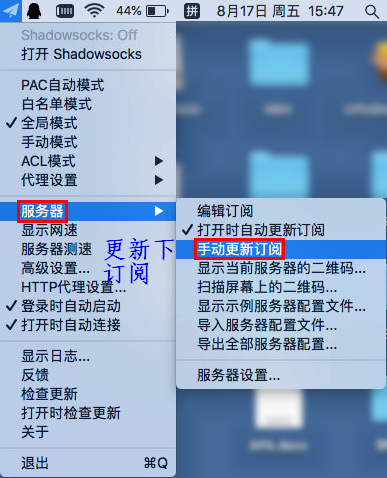 44%
拼
8月17日 周五 15:47
Shadowsocks: Off
打开 Shadowsocks
PAC自动模式
白名单模式
全局模式
手动模式
ACL模式
代理设置
服务器
显示网速
服务器测速
高级设置...
HTTP代理设置...
登录时自动启动
打开时自动连接
显示日志...
反馈
检查更新
打开时检查更新
关于
退出 ⌘Q
更新下
订阅
编辑订阅
打开时自动更新订阅
手动更新订阅
显示当前服务器的二维码...
扫描屏幕上的二维码...
显示示例服务器配置文件...
导入服务器配置文件...
导出全部服务器配置...
服务器设置...